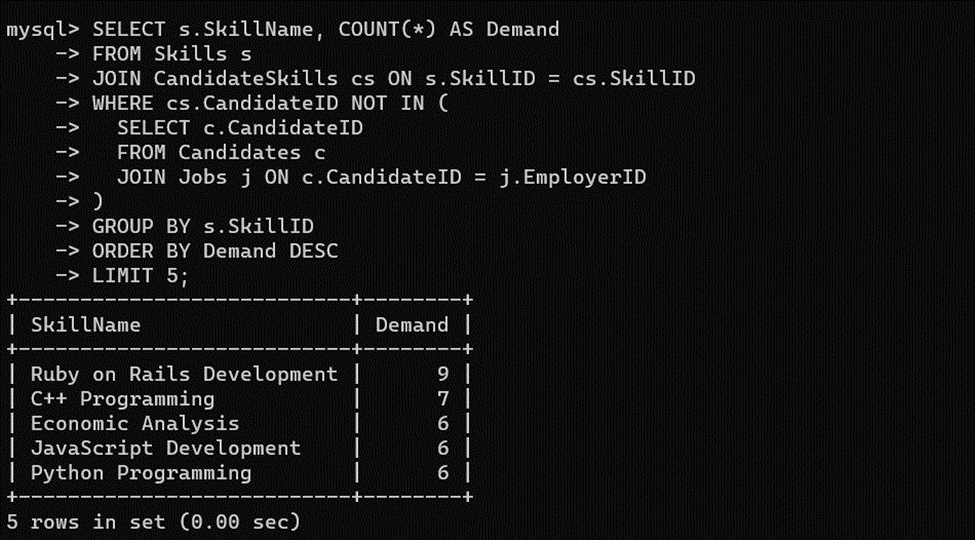 mysql> SELECT s.SkillName, COUNT(*) AS Demand
    -> FROM Skills s
    -> JOIN CandidateSkills cs ON s.SkillID = cs.SkillID
    -> WHERE cs.CandidateID NOT IN (
    ->   SELECT c.CandidateID
    ->   FROM Candidates c
    ->   JOIN Jobs j ON c.CandidateID = j.EmployerID
    -> )
    -> GROUP BY s.SkillID
    -> ORDER BY Demand DESC
    -> LIMIT 5;
+---------------------------+--------+
| SkillName                 | Demand |
+---------------------------+--------+
| Ruby on Rails Development |      9 |
| C++ Programming           |      7 |
| Economic Analysis         |      6 |
| JavaScript Development    |      6 |
| Python Programming        |      6 |
+---------------------------+--------+
5 rows in set (0.00 sec)